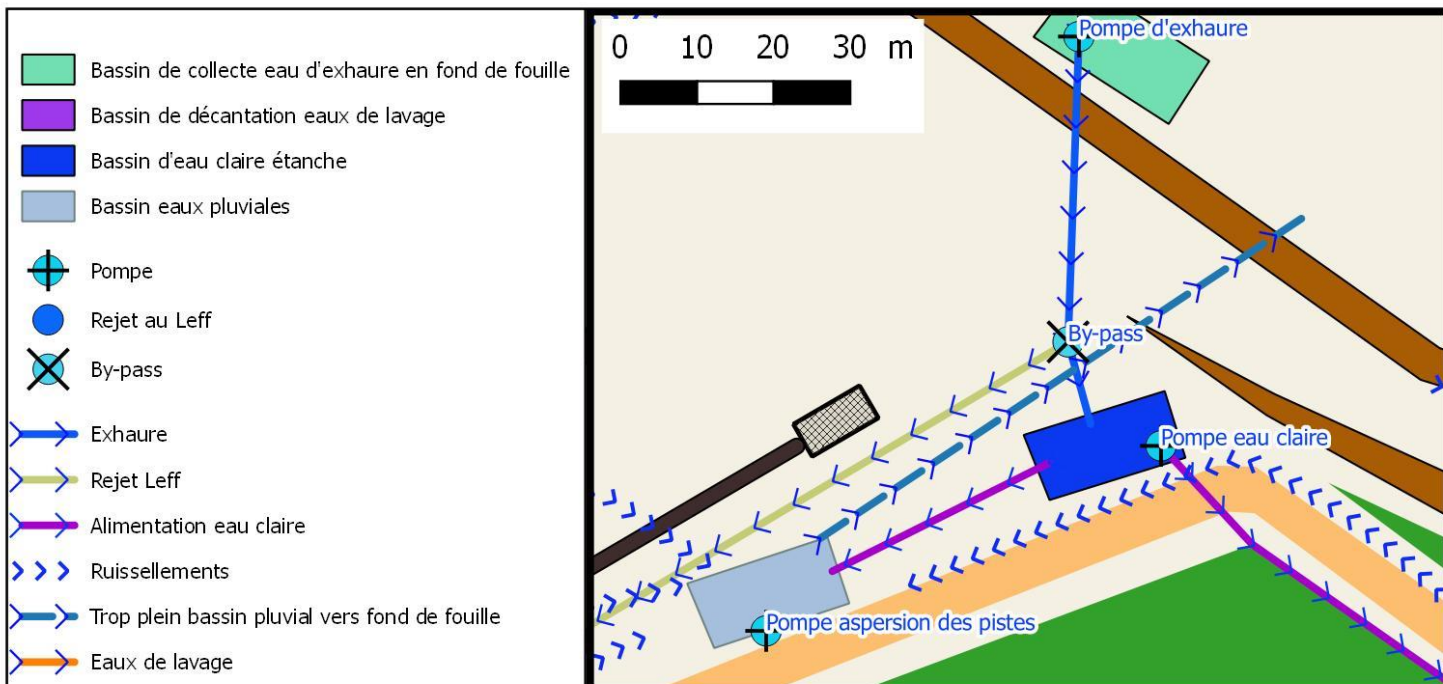 Bassin de collecte eau d'exhaure en fond de fouille
Bassin de décantation eaux de lavage
Bassin d'eau claire étanche
Bassin eaux pluviales
Pompe
Rejet au Leff
By-pass
Exhaure
Rejet Leff
Alimentation eau claire
Ruissellements
Trop plein bassin pluvial vers fond de fouille
Eaux de lavage
0 10 20 30 m
Pompe d'exhaure
By-pass
Pompe eau claire
Pompe aspersion des pistes